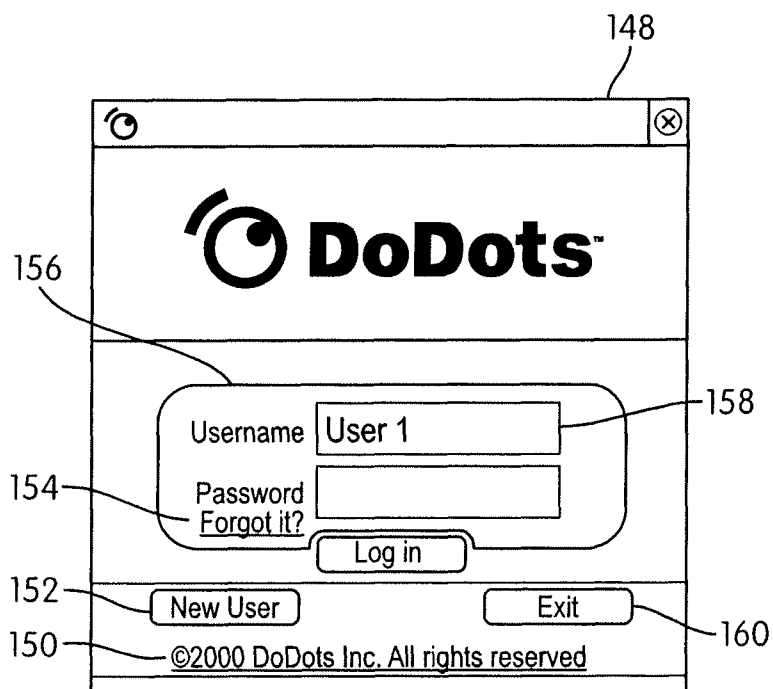 148
DoDots™
156
Username User 1 158
154 Password
Forgot it?
Log in
152 New User Exit 160
150 ©2000 DoDots Inc. All rights reserved